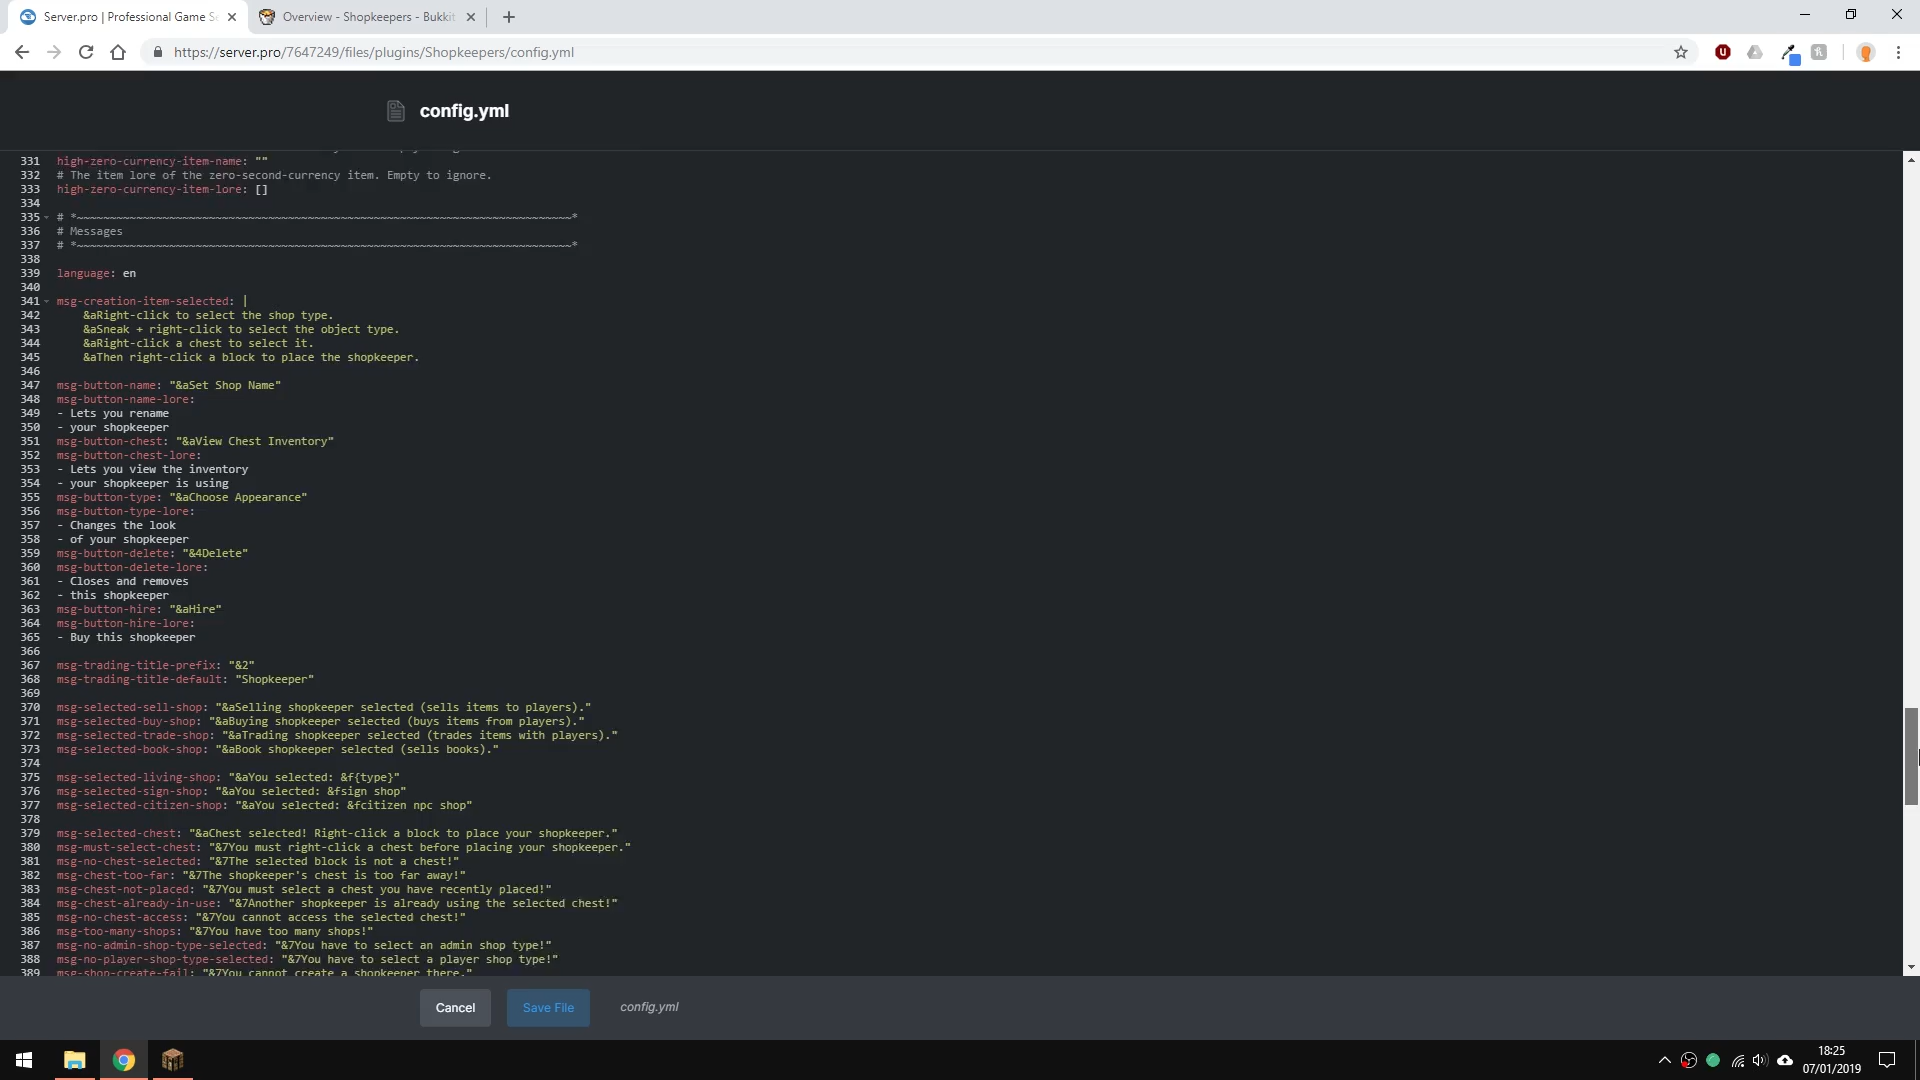 Server.pro | Professional Game Se
Overview - Shopkeepers - Bukkit
https://server.pro/7647249/files/plugins/Shopkeepers/config.yml
config.yml
331 high-zero-currency-item-name: ""
332 # The item lore of the zero-second-currency item. Empty to ignore.
333 high-zero-currency-item-lore: []
334
335 # *~~~~~~~~~~~~~~~~~~~~~~~~~~~~~~~~~~~~~~~~~~~~~~~~~~~~~~~~~~~~~~~~~~~~~~~~~~~*
336 # Messages
337 # *~~~~~~~~~~~~~~~~~~~~~~~~~~~~~~~~~~~~~~~~~~~~~~~~~~~~~~~~~~~~~~~~~~~~~~~~~~~*
338
339 language: en
340
341 msg-creation-item-selected: |
342 &aRight-click to select the shop type.
343 &aSneak + right-click to select the object type.
344 &aRight-click a chest to select it.
345 &aThen right-click a block to place the shopkeeper.
346
347 msg-button-name: "&aSet Shop Name"
348 msg-button-name-lore:
349 - Lets you rename
350 - your shopkeeper
351 msg-button-chest: "&aView Chest Inventory"
352 msg-button-chest-lore:
353 - Lets you view the inventory
354 - your shopkeeper is using
355 msg-button-type: "&aChoose Appearance"
356 msg-button-type-lore:
357 - Changes the look
358 - of your shopkeeper
359 msg-button-delete: "&4Delete"
360 msg-button-delete-lore:
361 - Closes and removes
362 - this shopkeeper
363 msg-button-hire: "&aHire"
364 msg-button-hire-lore:
365 - Buy this shopkeeper
366
367 msg-trading-title-prefix: "&2"
368 msg-trading-title-default: "Shopkeeper"
369
370 msg-selected-sell-shop: "&aSelling shopkeeper selected (sells items to players)."
371 msg-selected-buy-shop: "&aBuying shopkeeper selected (buys items from players)."
372 msg-selected-trade-shop: "&aTrading shopkeeper selected (trades items with players)."
373 msg-selected-book-shop: "&aBook shopkeeper selected (sells books)."
374
375 msg-selected-living-shop: "&aYou selected: &f{type}"
376 msg-selected-sign-shop: "&aYou selected: &fsign shop"
377 msg-selected-citizen-shop: "&aYou selected: &fcitizen npc shop"
378
379 msg-selected-chest: "&aChest selected! Right-click a block to place your shopkeeper."
380 msg-must-select-chest: "&7You must right-click a chest before placing your shopkeeper."
381 msg-no-chest-selected: "&7The selected block is not a chest!"
382 msg-chest-too-far: "&7The shopkeeper's chest is too far away!"
383 msg-chest-not-placed: "&7You must select a chest you have recently placed!"
384 msg-chest-already-in-use: "&7Another shopkeeper is already using the selected chest!"
385 msg-no-chest-access: "&7You cannot access the selected chest!"
386 msg-too-many-shops: "&7You have too many shops!"
387 msg-no-admin-shop-type-selected: "&7You have to select an admin shop type!"
388 msg-no-player-shop-type-selected: "&7You have to select a player shop type!"
389 msg-shop-create-fail: "&7You cannot create a shopkeeper there."
Cancel
Save File
config.yml
18:25
07/01/2019